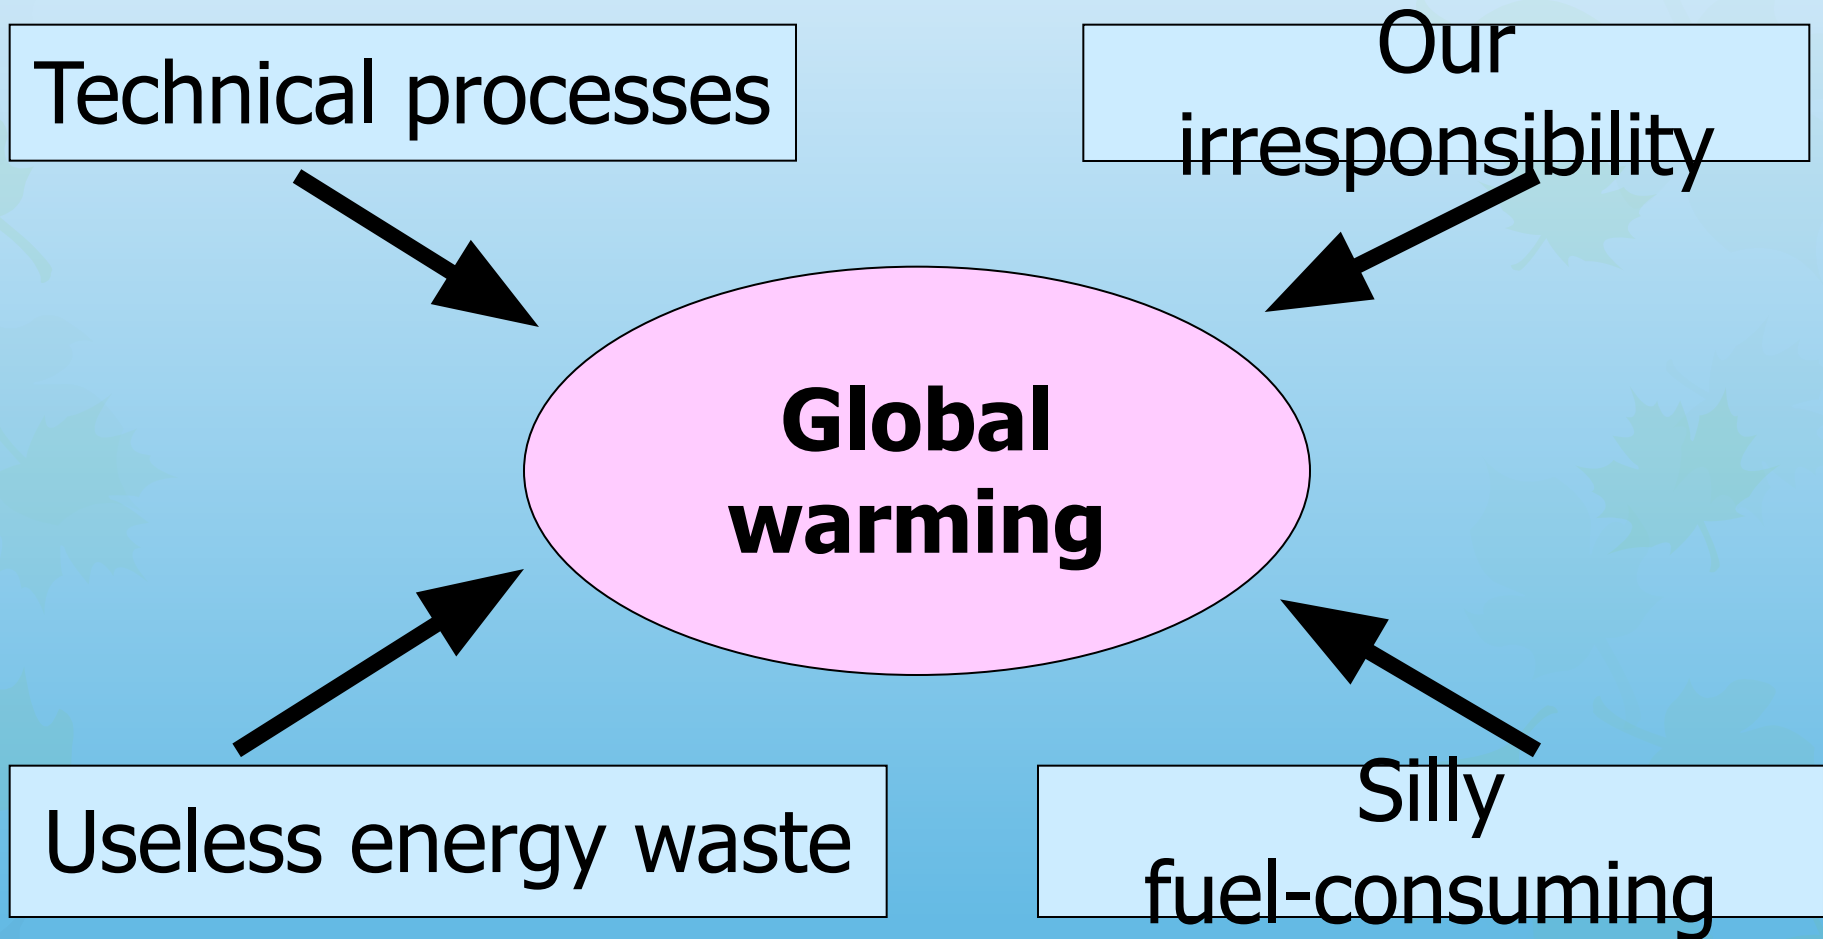 Technical processes
Our
irresponsibility
Global
warming
Useless energy waste
Silly
fuel-consuming